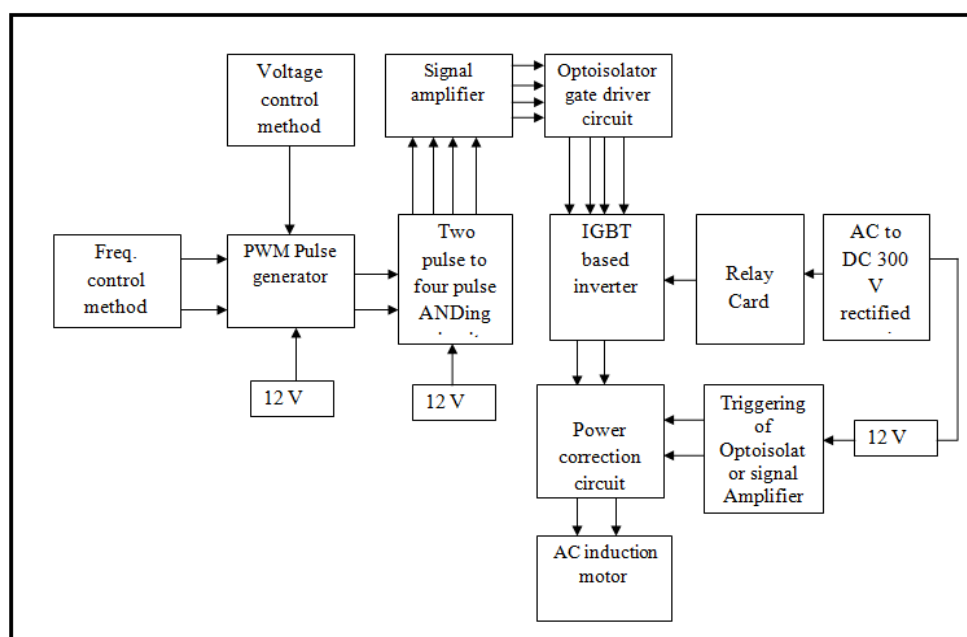 Voltage
control
method
Signal
amplifier
Optoisolator
gate driver
circuit
Freq.
control
method
PWM Pulse
generator
Two
pulse to
four pulse
ANDing
IGBT
based
inverter
Relay
Card
AC to
DC 300
V
rectified
12 V
12 V
Power
correction
circuit
Triggering
of
Optoisolat
or signal
Amplifier
12 V
AC induction
motor